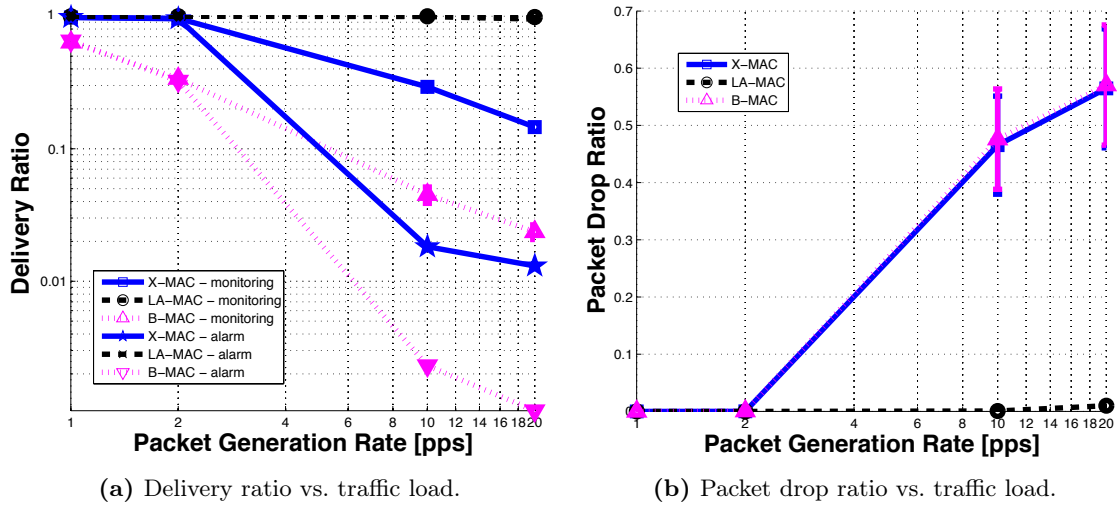 1
0.1
0.01
Delivery Ratio
X-MAC – monitoring
LA-MAC – monitoring
B-MAC – monitoring
X-MAC – alarm
LA-MAC – alarm
B-MAC – alarm
1 2 4 6 8 10 12 14 16 18 20
Packet Generation Rate [pps]
(a) Delivery ratio vs. traffic load.
0.7
0.6
0.5
0.4
0.3
0.2
0.1
0
Packet Drop Ratio
X-MAC
LA-MAC
B-MAC
1 2 4 6 8 10 12 14 16 18 20
Packet Generation Rate [pps]
(b) Packet drop ratio vs. traffic load.